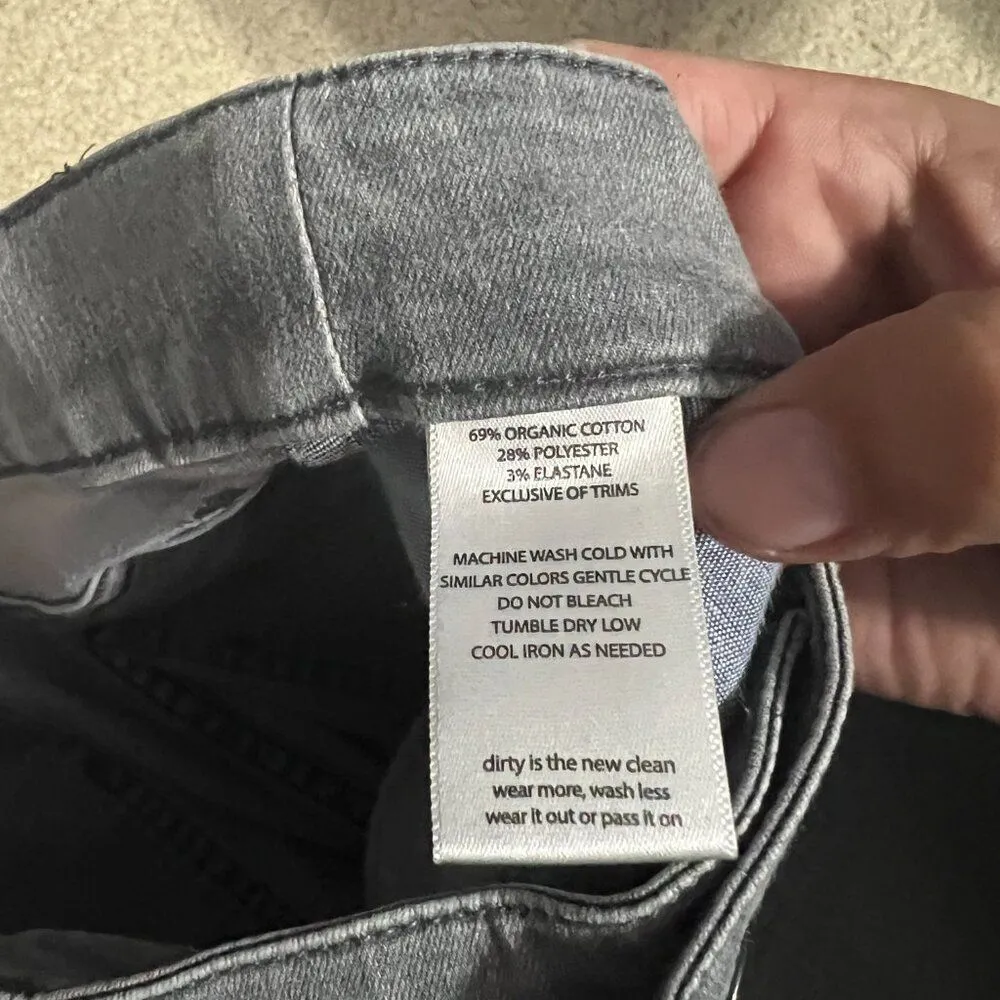 69% ORGANIC COTTON
28% POLYESTER
3% ELASTANE
EXCLUSIVE OF TRIMS
MACHINE WASH COLD WITH
SIMILAR COLORS GENTLE CYCLE
DO NOT BLEACH
TUMBLE DRY LOW
COOL IRON AS NEEDED
dirty is the new clean
wear more, wash less
wear it out or pass it on